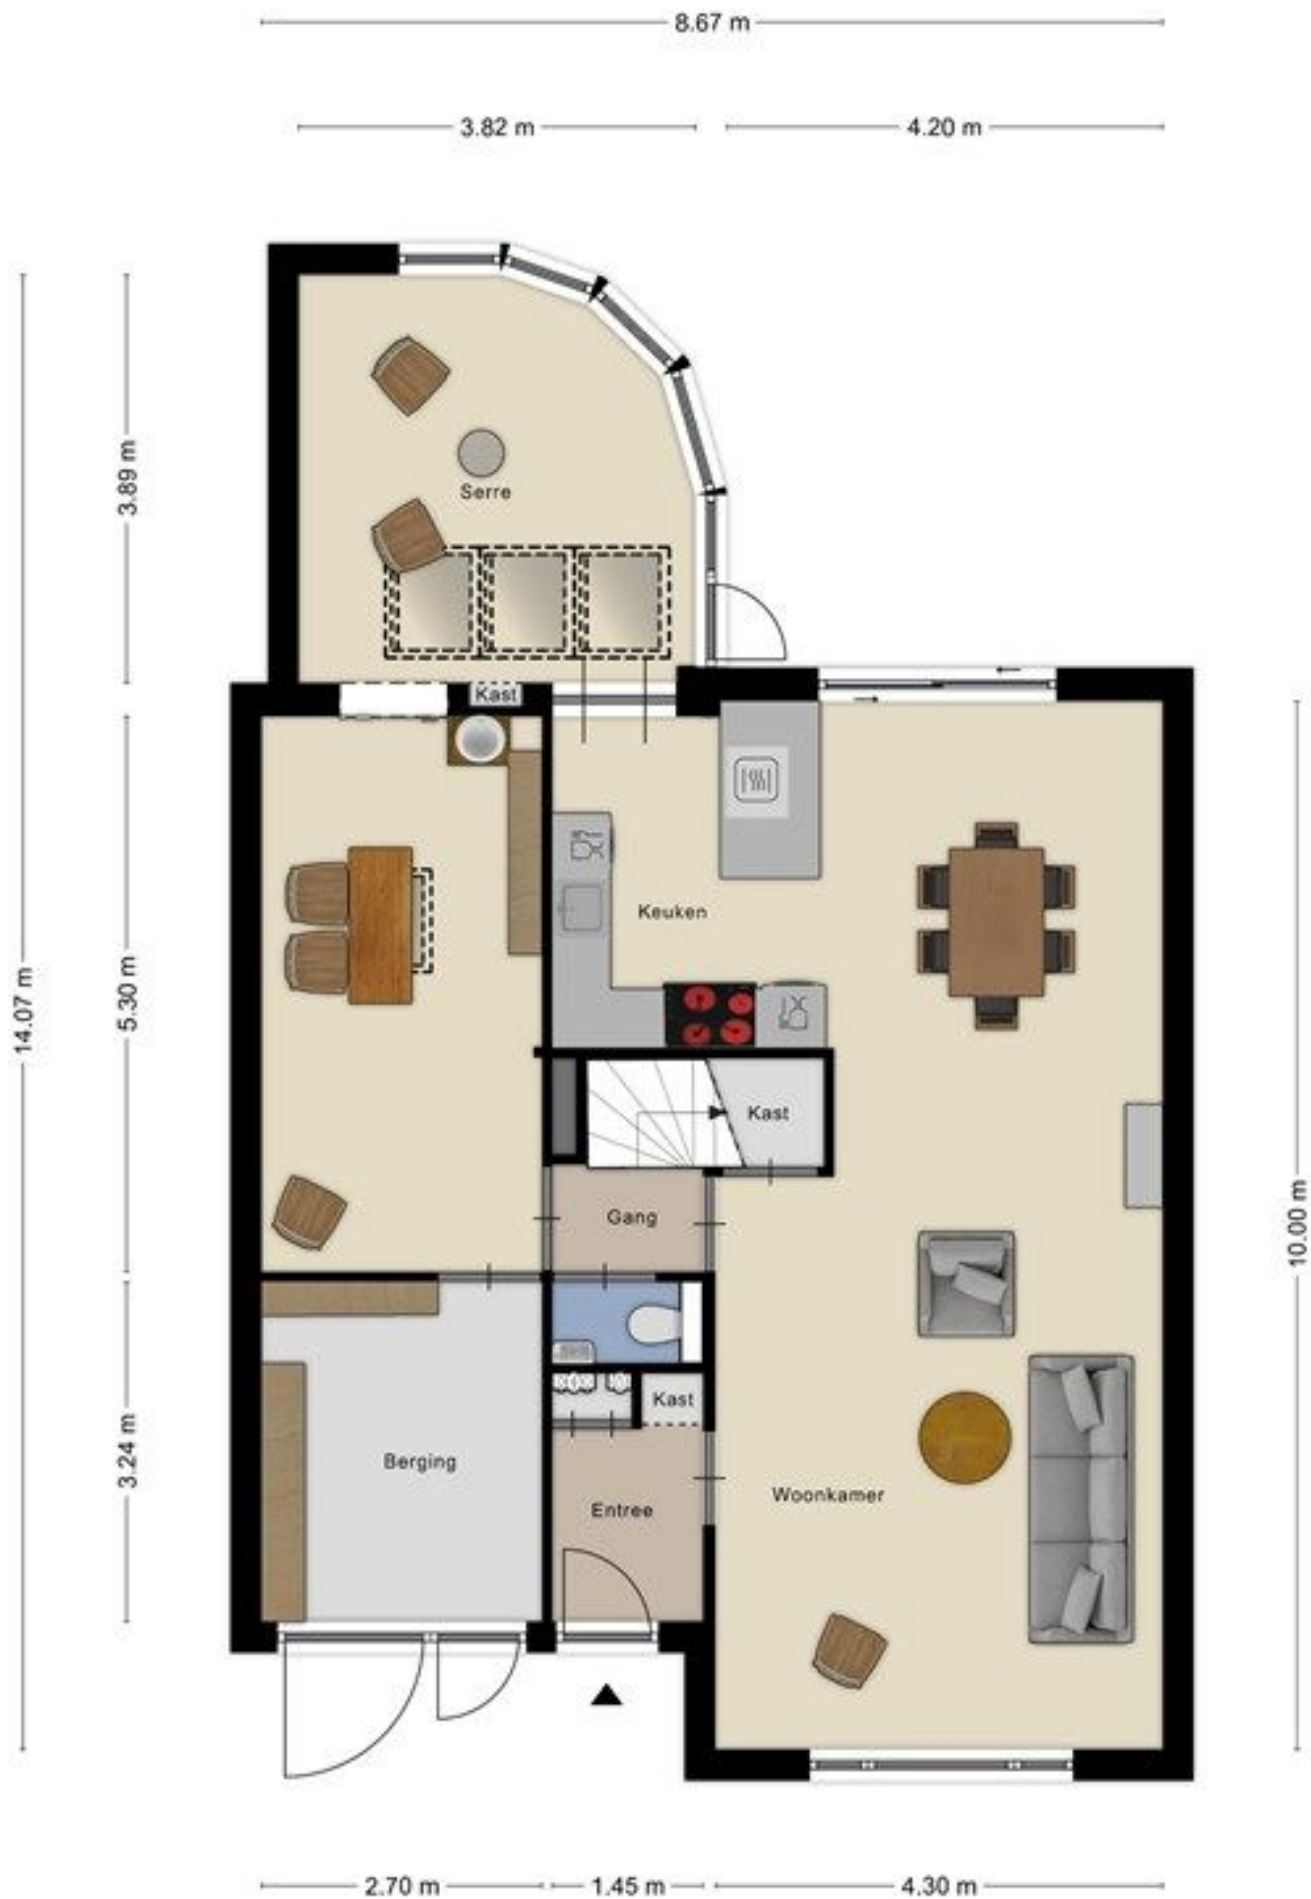 8.67 m
3.82 m
4.20 m
3.89 m
Serre
Kast
14.07 m
5.30 m
Keuken
Kast
Gang
10.00 m
Kast
3.24 m
Berging
Woonkamer
Entree
2.70 m
1.45 m
4.30 m